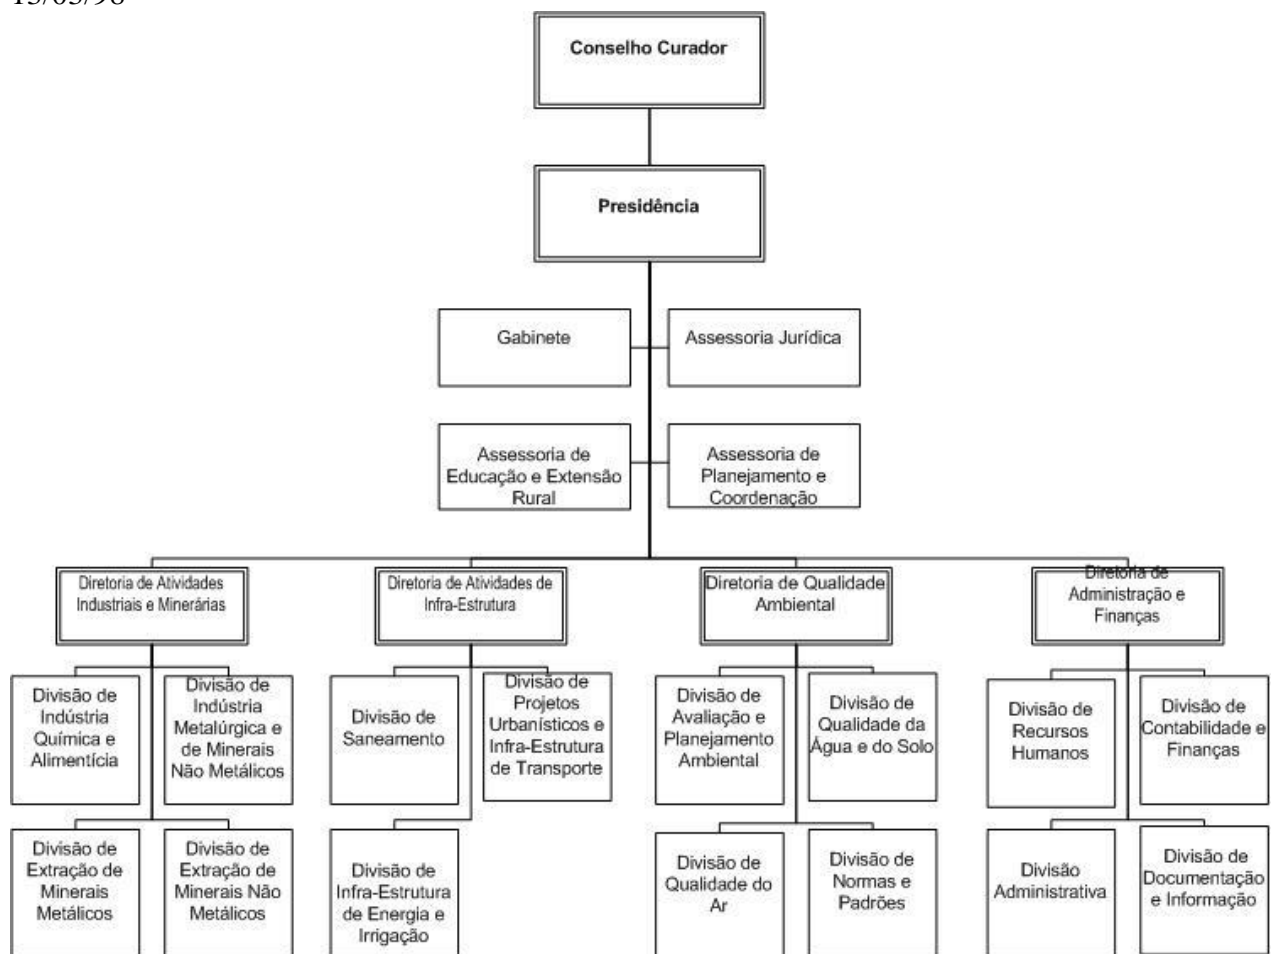 Conselho Curador
Presidência
Gabinete
Assessoria Jurídica
Assessoria de
Educação e Extensão
Rural
Assessoria de
Planejamento e
Coordenação
Diretoria de Atividades
Industriais e Minerárias
Diretoria de Atividades de
Infra-Estrutura
Diretoria de Qualidade
Ambiental
Diretoria de
Administração e
Finanças
Divisão de
Indústria
Química e
Alimentícia
Divisão de
Indústria
Metalúrgica e
de Minerais
Não Metálicos
Divisão de
Saneamento
Divisão de
Projetos
Urbanísticos e
Infra-Estrutura
de Transporte
Divisão de
Avaliação e
Planejamento
Ambiental
Divisão de
Qualidade da
Água e do Solo
Divisão de
Recursos
Humanos
Divisão de
Contabilidade e
Finanças
Divisão de
Extração de
Minerais
Metálicos
Divisão de
Extração de
Minerais Não
Metálicos
Divisão de
Infra-Estrutura
de Energia e
Irrigação
Divisão de
Qualidade do
Ar
Divisão de
Normas e
Padrões
Divisão
Administrativa
Divisão de
Documentação
e Informação